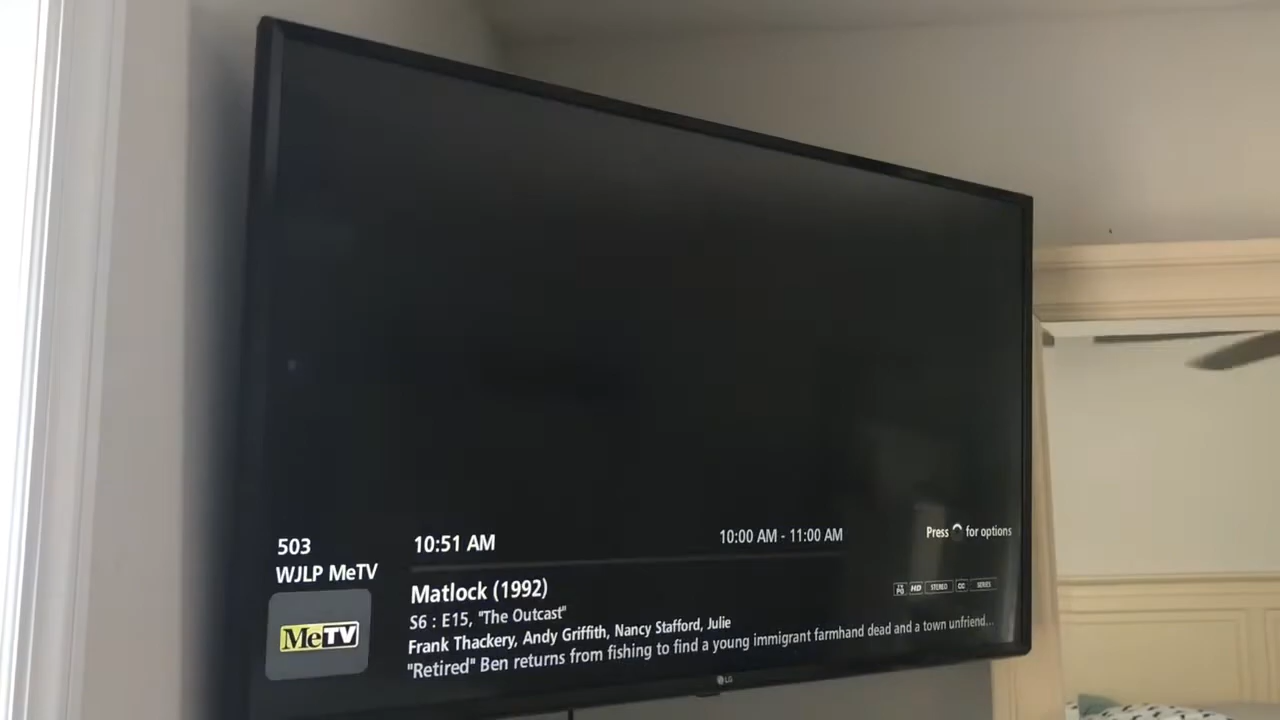 503
10:51 AM
10:00 AM - 11:00 AM
Press for options
WJLP MeTV
Matlock (1992)
TV PG HD STEREO CC SERIES
S6 : E15, "The Outcast"
MeTV
Frank Thackery, Andy Griffith, Nancy Stafford, Julie
"Retired" Ben returns from fishing to find a young immigrant farmhand dead and a town unfriend...
LG